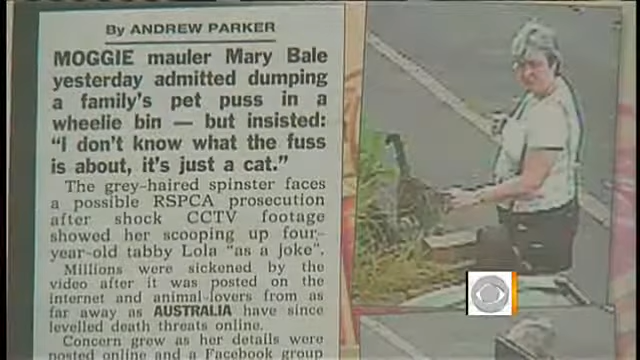 By ANDREW PARKER
MOGGIE mauler Mary Bale
yesterday admitted dumping
a family's pet puss in a
wheelie bin — but insisted:
"I don't know what the fuss
is about, it's just a cat."
The grey-haired spinster faces
a possible RSPCA prosecution
after shock CCTV footage
showed her scooping up four-
year-old tabby Lola "as a joke".
Millions were sickened by the
video after it was posted on the
internet and animal-lovers from as
far away as AUSTRALIA have since
levelled death threats online.
Concern grew as her details were
posted online and a Facebook group